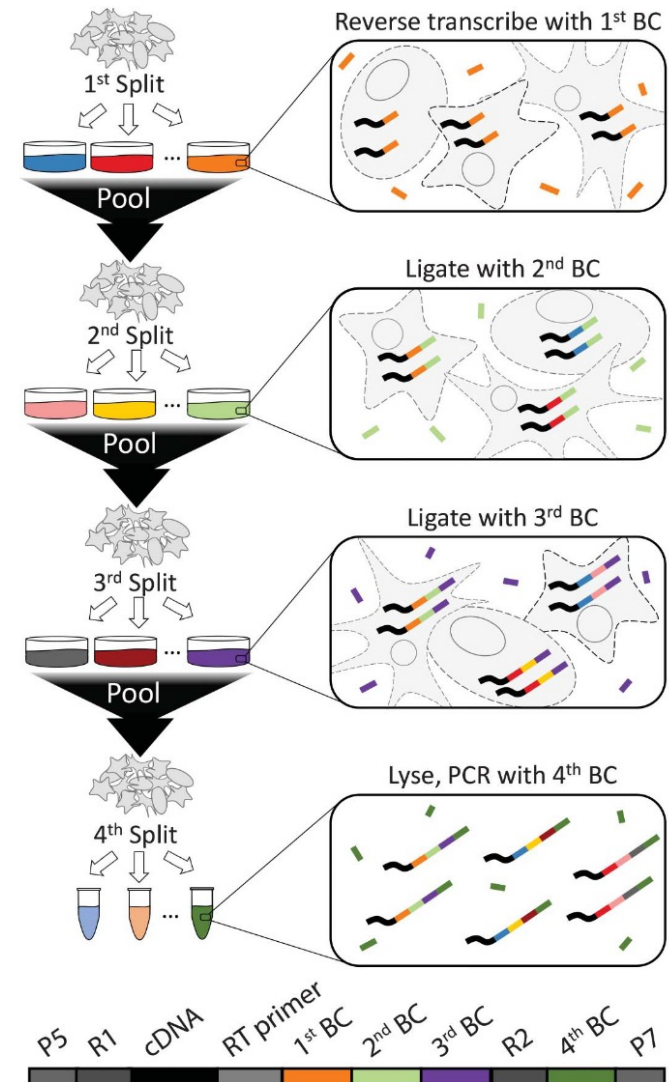 Reverse transcribe with 1st BC
1st Split
...
Pool
Ligate with 2nd BC
2nd Split
...
Pool
Ligate with 3rd BC
3rd Split
...
Pool
Lyse, PCR with 4th BC
4th Split
...
P5 R1 cDNA RT primer 1st BC 2nd BC 3rd BC R2 4th BC P7